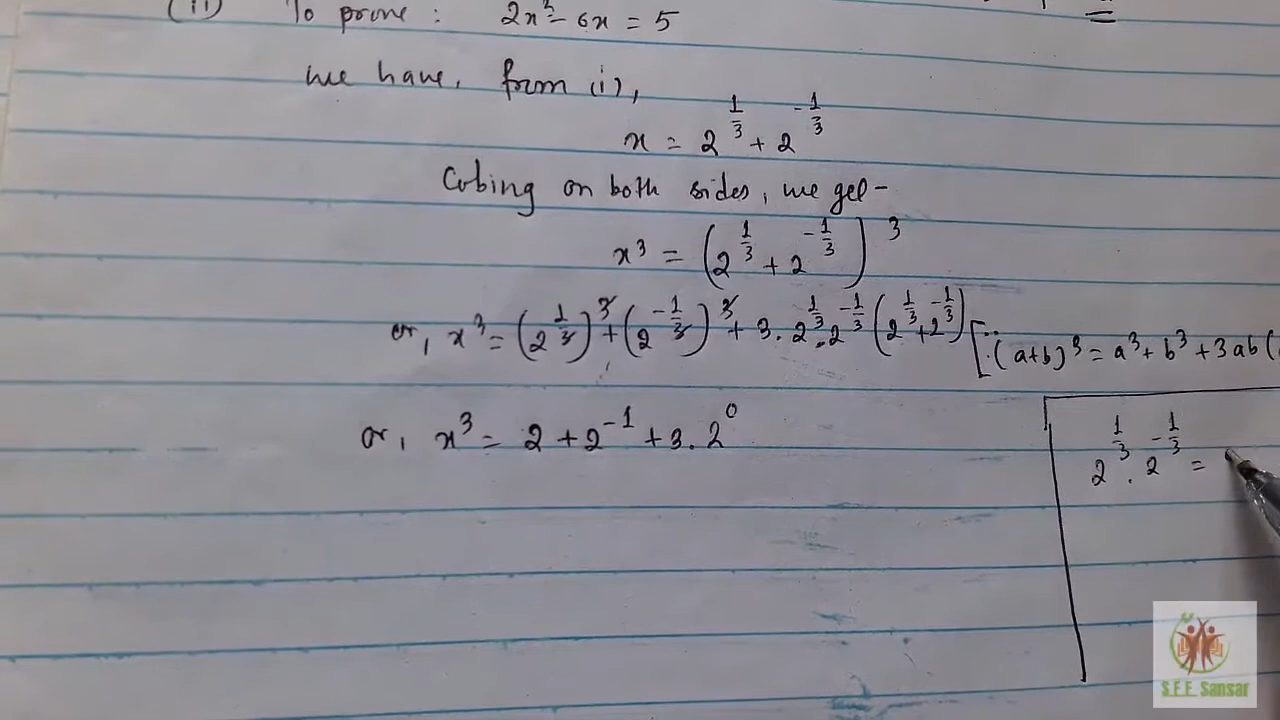 (ii) To prove : 2x³ - 6x = 5
we have, from (i),
x = 2^(1/3) + 2^(-1/3)
Cubing on both sides, we get -
x³ = (2^(1/3) + 2^(-1/3))^3
or, x³ = (2^(1/3))^3 + (2^(-1/3))^3 + 3 . 2^(1/3) . 2^(-1/3) (2^(1/3) + 2^(-1/3)) [∵ (a+b)³ = a³ + b³ + 3ab (
or, x³ = 2 + 2^-1 + 3 . 2^0
2^(1/3) . 2^(-1/3) =
S.E.E. Sansar